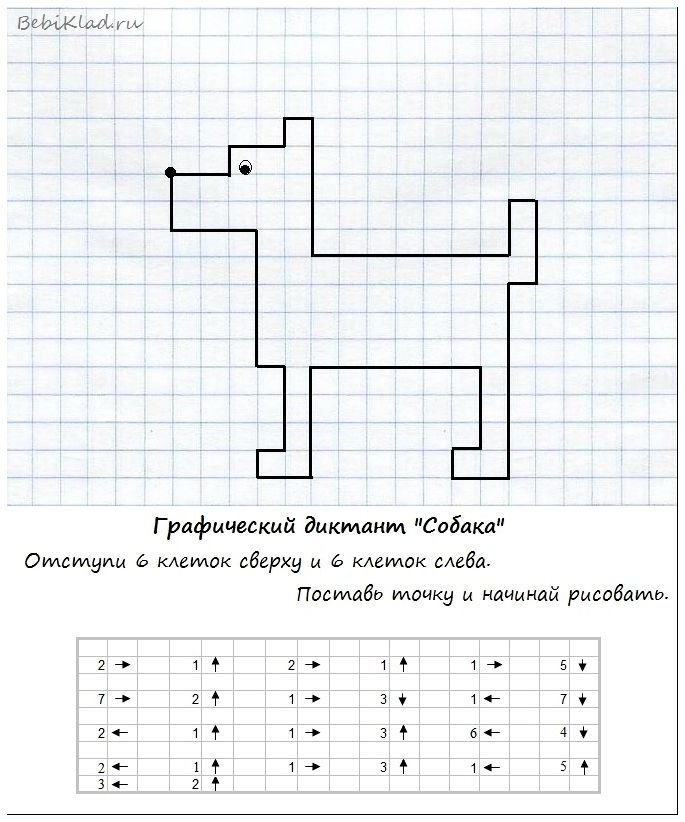 BebiKlad.ru
Графический диктант "Собака"
Отступи 6 клеток сверху и 6 клеток слева.
Поставь точку и начинай рисовать.
2 → 1 ↑ 2 → 1 ↑ 1 → 5 ↓
7 → 2 ↑ 1 → 3 ↓ 1 ← 7 ↓
2 ← 1 ↑ 1 → 3 ↑ 6 ← 4 ↓
2 ← 1 ↑ 1 → 3 ↑ 1 ← 5 ↑
3 ← 2 ↑